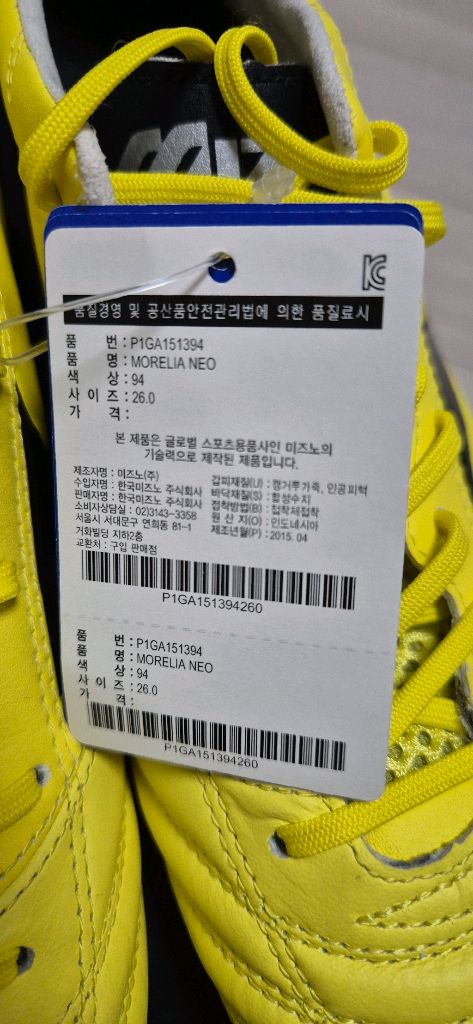 MIZ
품질경영 및 공산품안전관리법에 의한 품질표시
품 번 : P1GA151394
품 명 : MORELIA NEO
색 상 : 94
사 이 즈 : 26.0
가 격 :
본 제품은 글로벌 스포츠용품사인 미즈노의
기술력으로 제작된 제품입니다.
제조자명 : 미즈노(주)
수입자명 : 한국미즈노 주식회사
판매자명 : 한국미즈노 주식회사
소비자상담실 : 02)3143-3358
서울시 서대문구 연희동 81-1
거화빌딩 지하2층
교환처 : 구입 판매점
갑피재질(U) : 캥거루가죽, 인공피혁
바닥재질(S) : 합성수지
접착방법(B) : 접착제접착
원 산 지(O) : 인도네시아
제조년월(P) : 2015. 04
P1GA151394260
품 번 : P1GA151394
품 명 : MORELIA NEO
색 상 : 94
사 이 즈 : 26.0
가 격 :
P1GA151394260